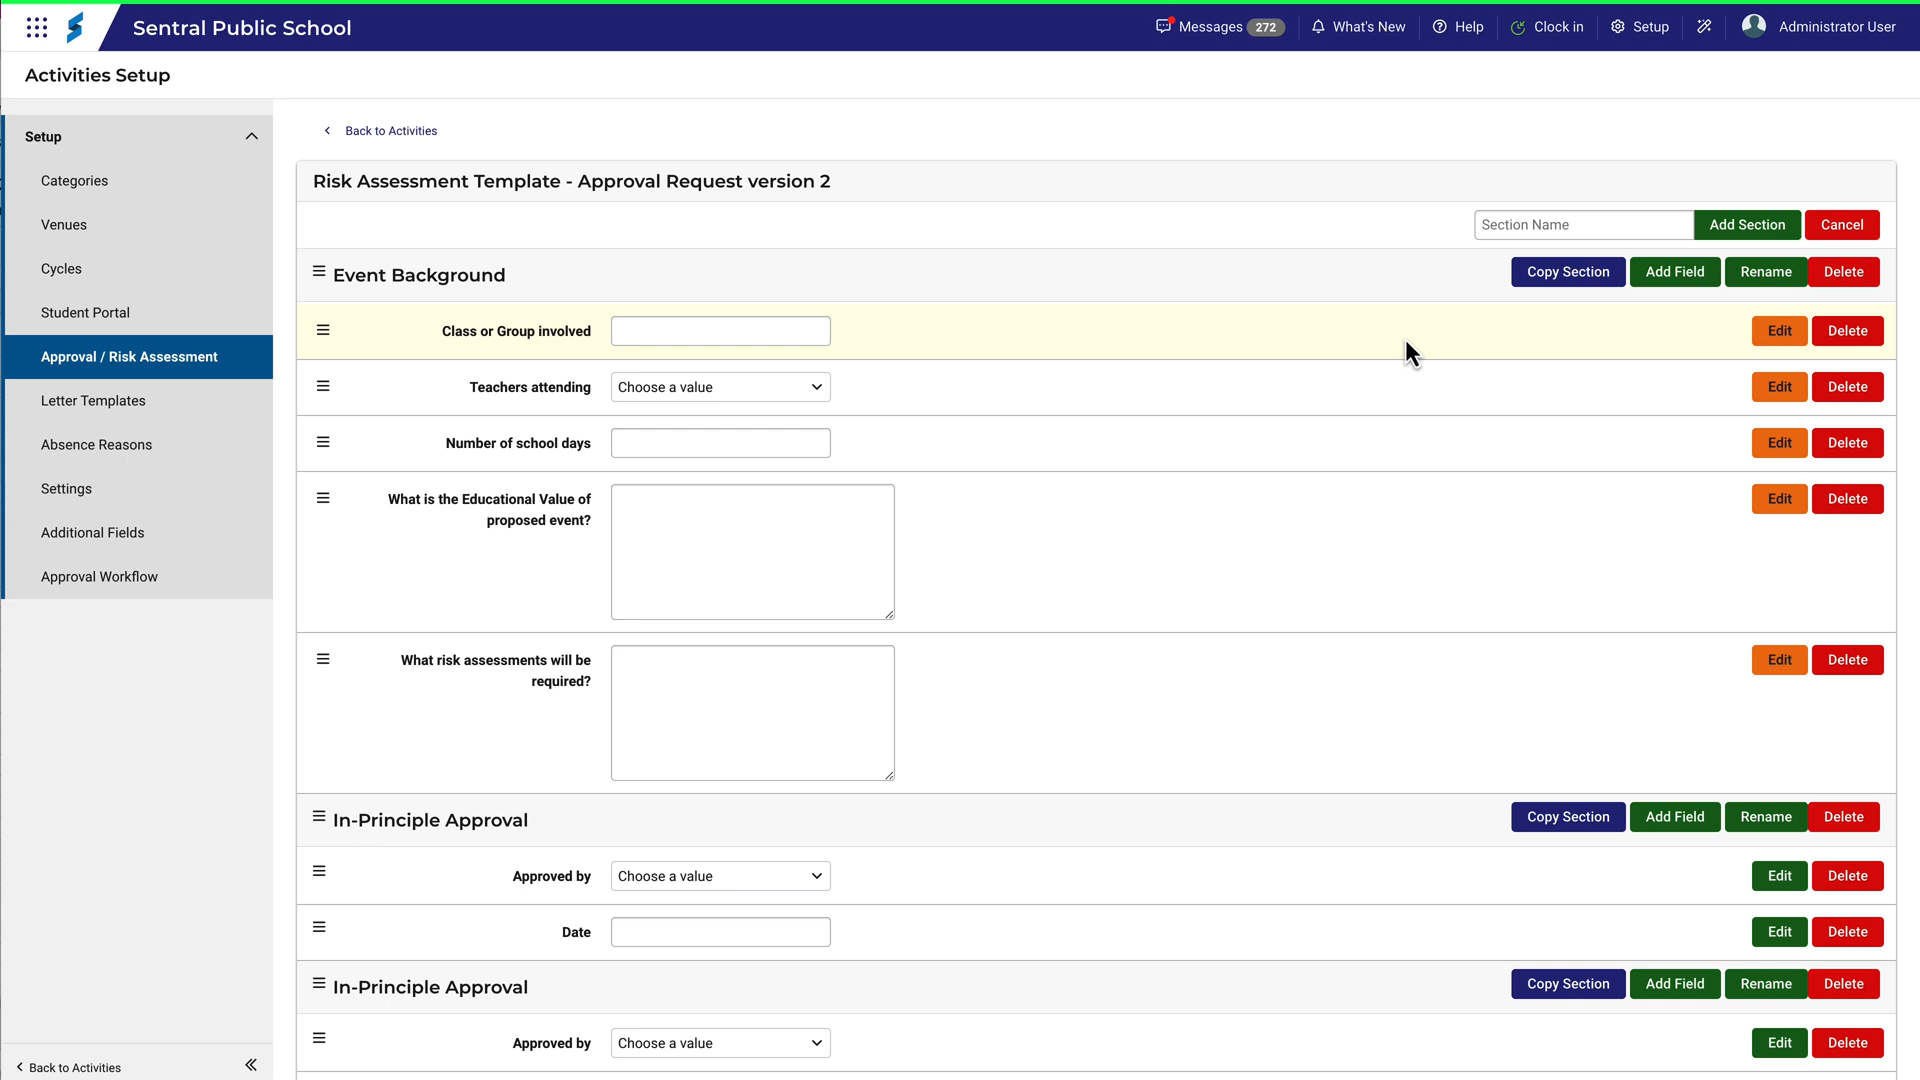 Sentral Public School
Messages 272
What's New
Help
Clock in
Setup
Administrator User
Activities Setup
Setup
Categories
Venues
Cycles
Student Portal
Approval / Risk Assessment
Letter Templates
Absence Reasons
Settings
Additional Fields
Approval Workflow
Back to Activities
Back to Activities
Risk Assessment Template - Approval Request version 2
Section Name Add Section Cancel
Event Background Copy Section Add Field Rename Delete
Class or Group involved Edit Delete
Teachers attending Choose a value Edit Delete
Number of school days Edit Delete
What is the Educational Value of Edit Delete
proposed event?
What risk assessments will be Edit Delete
required?
In-Principle Approval Copy Section Add Field Rename Delete
Approved by Choose a value Edit Delete
Date Edit Delete
In-Principle Approval Copy Section Add Field Rename Delete
Approved by Choose a value Edit Delete